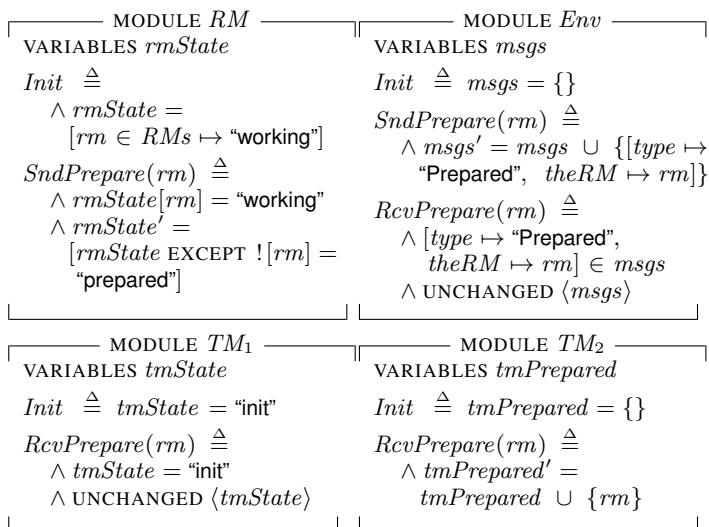 MODULE RM
VARIABLES rmState
Init ≜
∧ rmState =
[rm ∈ RMs ↦ “working”]
SndPrepare(rm) ≜
∧ rmState[rm] = “working”
∧ rmState′ =
[rmState EXCEPT ![rm] =
“prepared”]
MODULE Env
VARIABLES msgs
Init ≜ msgs = {}
SndPrepare(rm) ≜
∧ msgs′ = msgs ∪ {[type ↦
“Prepared”, theRM ↦ rm]}
RcvPrepare(rm) ≜
∧ [type ↦ “Prepared”,
theRM ↦ rm] ∈ msgs
∧ UNCHANGED ⟨msgs⟩
MODULE TM₁
VARIABLES tmState
Init ≜ tmState = “init”
RcvPrepare(rm) ≜
∧ tmState = “init”
∧ UNCHANGED ⟨tmState⟩
MODULE TM₂
VARIABLES tmPrepared
Init ≜ tmPrepared = {}
RcvPrepare(rm) ≜
∧ tmPrepared′ =
tmPrepared ∪ {rm}